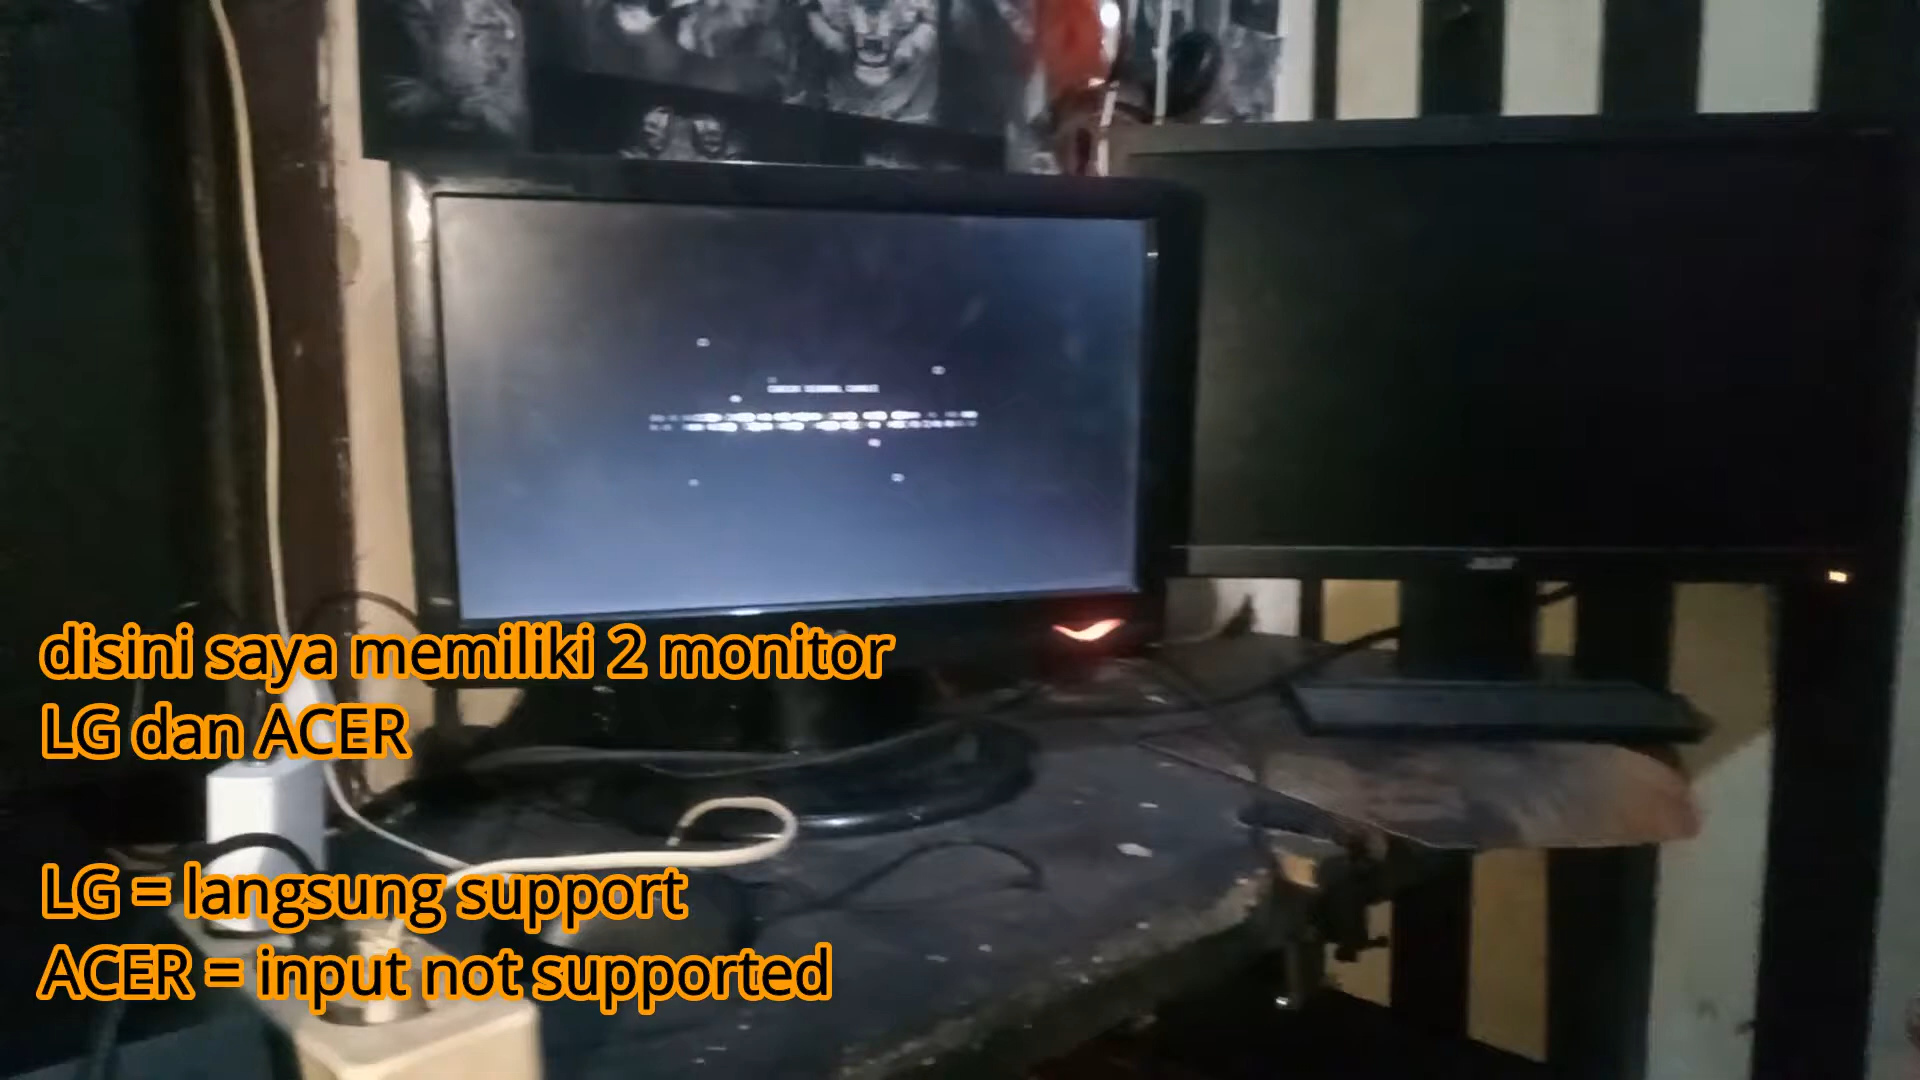 disini saya memiliki 2 monitor
LG dan ACER
LG = langsung support
ACER = input not supported